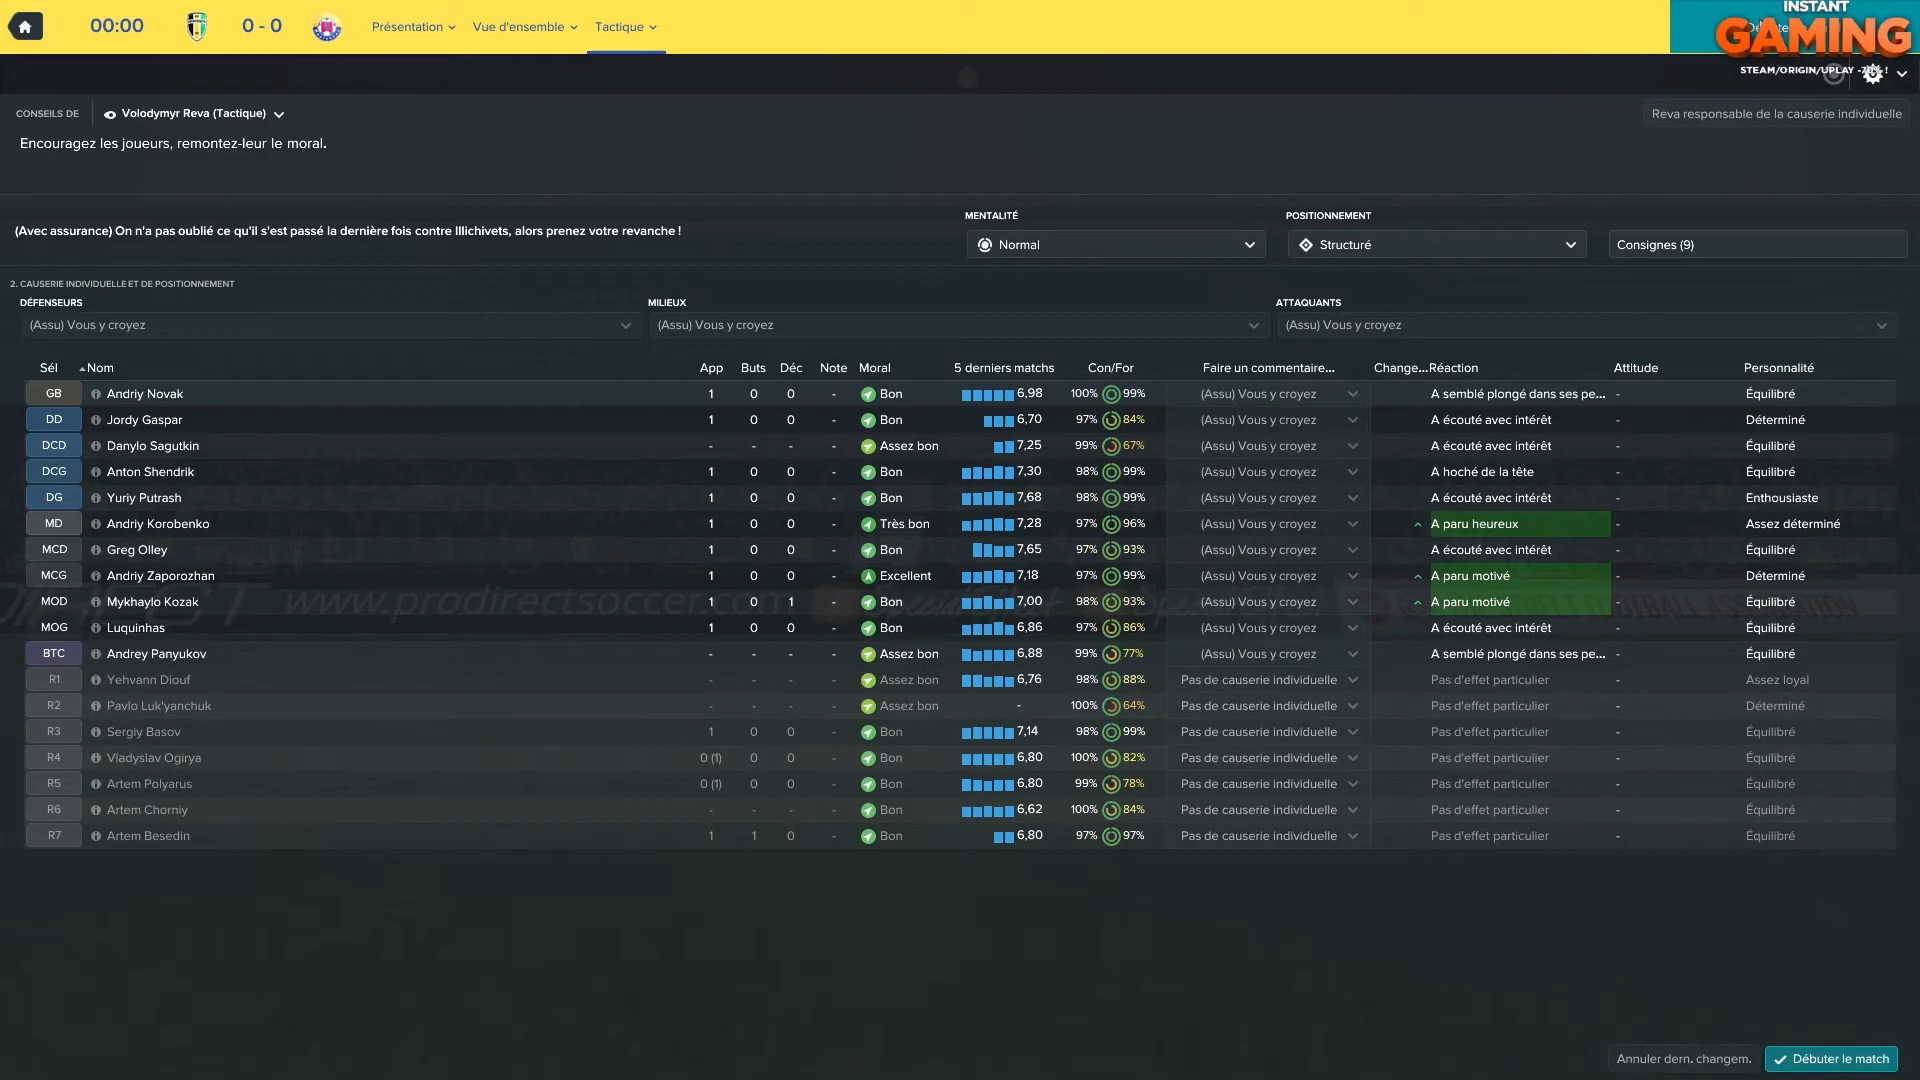 00:00
0 - 0
Présentation
Vue d'ensemble
Tactique
INSTANT
GAMING
STEAM/ORIGIN/UPLAY
CONSEILS DE
Volodymyr Reva (Tactique)
Reva responsable de la causerie individuelle
Encouragez les joueurs, remontez-leur le moral.
(Avec assurance) On n'a pas oublié ce qu'il s'est passé la dernière fois contre Illichivets, alors prenez votre revanche !
MENTALITÉ
Normal
POSITIONNEMENT
Structuré
Consignes (9)
2. CAUSERIE INDIVIDUELLE ET DE POSITIONNEMENT
DÉFENSEURS
(Assu) Vous y croyez
MILIEUX
(Assu) Vous y croyez
ATTAQUANTS
(Assu) Vous y croyez
Sél Nom App Buts Déc Note Moral 5 derniers matchs Con/For Faire un commentaire... Change... Réaction Attitude Personnalité
GB Andriy Novak 1 0 0 - Bon 6,98 100% 99% (Assu) Vous y croyez A semblé plongé dans ses pe... - Équilibré
DD Jordy Gaspar 1 0 0 - Bon 6,70 97% 84% (Assu) Vous y croyez A écouté avec intérêt - Déterminé
DCD Danylo Sagutkin - - - - Assez bon 7,25 99% 67% (Assu) Vous y croyez A écouté avec intérêt - Équilibré
DCG Anton Shendrik 1 0 0 - Bon 7,30 98% 99% (Assu) Vous y croyez A hoché de la tête - Équilibré
DG Yuriy Putrash 1 0 0 - Bon 7,68 98% 99% (Assu) Vous y croyez A écouté avec intérêt - Enthousiaste
MD Andriy Korobenko 1 0 0 - Très bon 7,28 97% 96% (Assu) Vous y croyez A paru heureux - Assez déterminé
MCD Greg Olley 1 0 0 - Bon 7,65 97% 93% (Assu) Vous y croyez A écouté avec intérêt - Équilibré
MCG Andriy Zaporozhan 1 0 0 - Excellent 7,18 97% 99% (Assu) Vous y croyez A paru motivé - Déterminé
MOD Mykhaylo Kozak 1 0 1 - Bon 7,00 98% 93% (Assu) Vous y croyez A paru motivé - Équilibré
www.prodirectsoccer.com
MOG Luquinhas 1 0 0 - Bon 6,86 97% 86% (Assu) Vous y croyez A écouté avec intérêt - Équilibré
BTC Andrey Panyukov - - - - Assez bon 6,88 99% 77% (Assu) Vous y croyez A semblé plongé dans ses pe... - Équilibré
R1 Yehvann Diouf - - - - Assez bon 6,76 98% 88% Pas de causerie individuelle Pas d'effet particulier - Assez loyal
R2 Pavlo Luk'yanchuk - - - - Assez bon - 100% 64% Pas de causerie individuelle Pas d'effet particulier - Déterminé
R3 Sergiy Basov 1 0 0 - Bon 7,14 98% 99% Pas de causerie individuelle Pas d'effet particulier - Équilibré
R4 Vladyslav Ogirya 0 (1) 0 0 - Bon 6,80 100% 82% Pas de causerie individuelle Pas d'effet particulier - Équilibré
R5 Artem Polyarus 0 (1) 0 0 - Bon 6,80 99% 78% Pas de causerie individuelle Pas d'effet particulier - Équilibré
R6 Artem Chorniy - - - - Bon 6,62 100% 84% Pas de causerie individuelle Pas d'effet particulier - Équilibré
R7 Artem Besedin 1 1 0 - Bon 6,80 97% 97% Pas de causerie individuelle Pas d'effet particulier - Équilibré
Annuler dern. changem.
Débuter le match